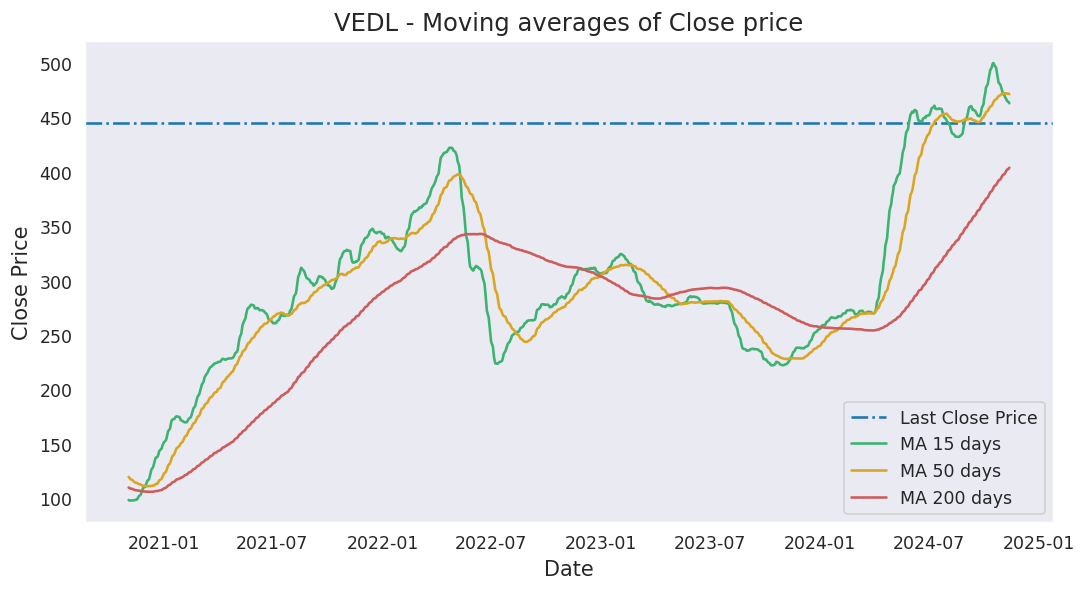 VEDL - Moving averages of Close price
Close Price
500
450
400
350
300
250
200
150
100
Last Close Price
MA 15 days
MA 50 days
MA 200 days
2021-01 2021-07 2022-01 2022-07 2023-01 2023-07 2024-01 2024-07 2025-01
Date